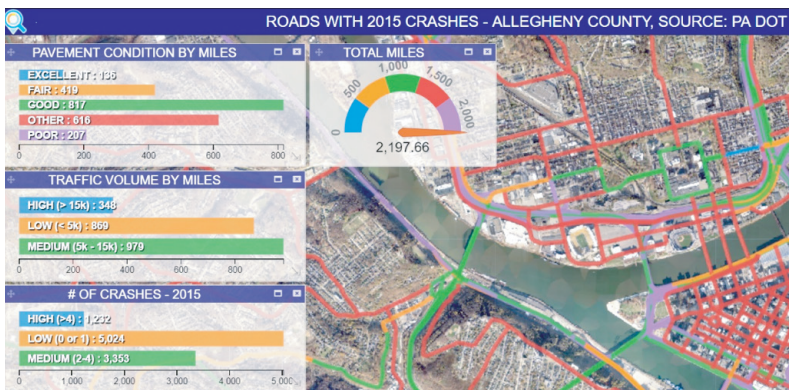 ROADS WITH 2015 CRASHES - ALLEGHENY COUNTY, SOURCE: PA DOT
PAVEMENT CONDITION BY MILES
EXCELLENT : 136
FAIR : 419
GOOD : 817
OTHER : 616
POOR : 207
0 200 400 600 800
TOTAL MILES
0 500 1,000 1,500 2,000
2,197.66
TRAFFIC VOLUME BY MILES
HIGH (> 15k) : 348
LOW (< 5k) : 869
MEDIUM (5k - 15k) : 979
0 200 400 600 800
# OF CRASHES - 2015
HIGH (>4) : 1,232
LOW (0 or 1) : 5,024
MEDIUM (2-4) : 3,353
0 1,000 2,000 3,000 4,000 5,000